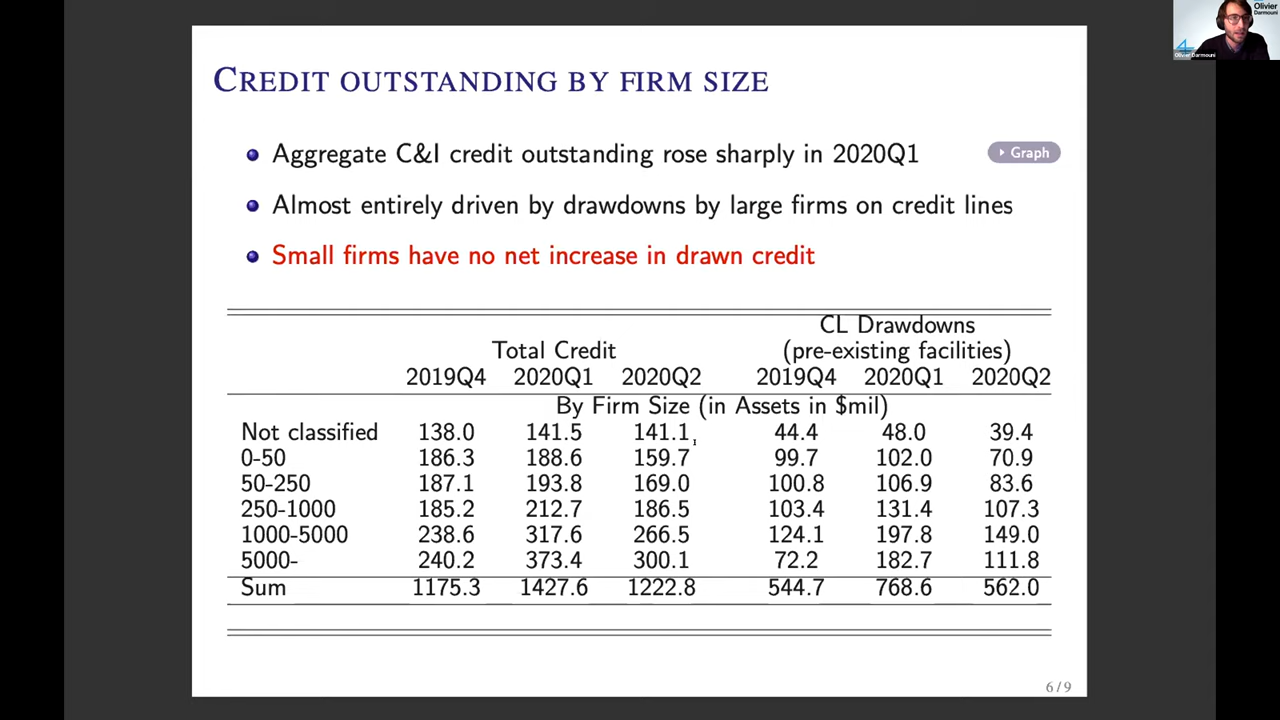 Olivier
Darmouni
Olivier Darmouni
CREDIT OUTSTANDING BY FIRM SIZE
Aggregate C&I credit outstanding rose sharply in 2020Q1
Graph
Almost entirely driven by drawdowns by large firms on credit lines
Small firms have no net increase in drawn credit
CL Drawdowns
Total Credit (pre-existing facilities)
2019Q4 2020Q1 2020Q2 2019Q4 2020Q1 2020Q2
By Firm Size (in Assets in $mil)
Not classified 138.0 141.5 141.1 44.4 48.0 39.4
0-50 186.3 188.6 159.7 99.7 102.0 70.9
50-250 187.1 193.8 169.0 100.8 106.9 83.6
250-1000 185.2 212.7 186.5 103.4 131.4 107.3
1000-5000 238.6 317.6 266.5 124.1 197.8 149.0
5000- 240.2 373.4 300.1 72.2 182.7 111.8
Sum 1175.3 1427.6 1222.8 544.7 768.6 562.0
6 / 9